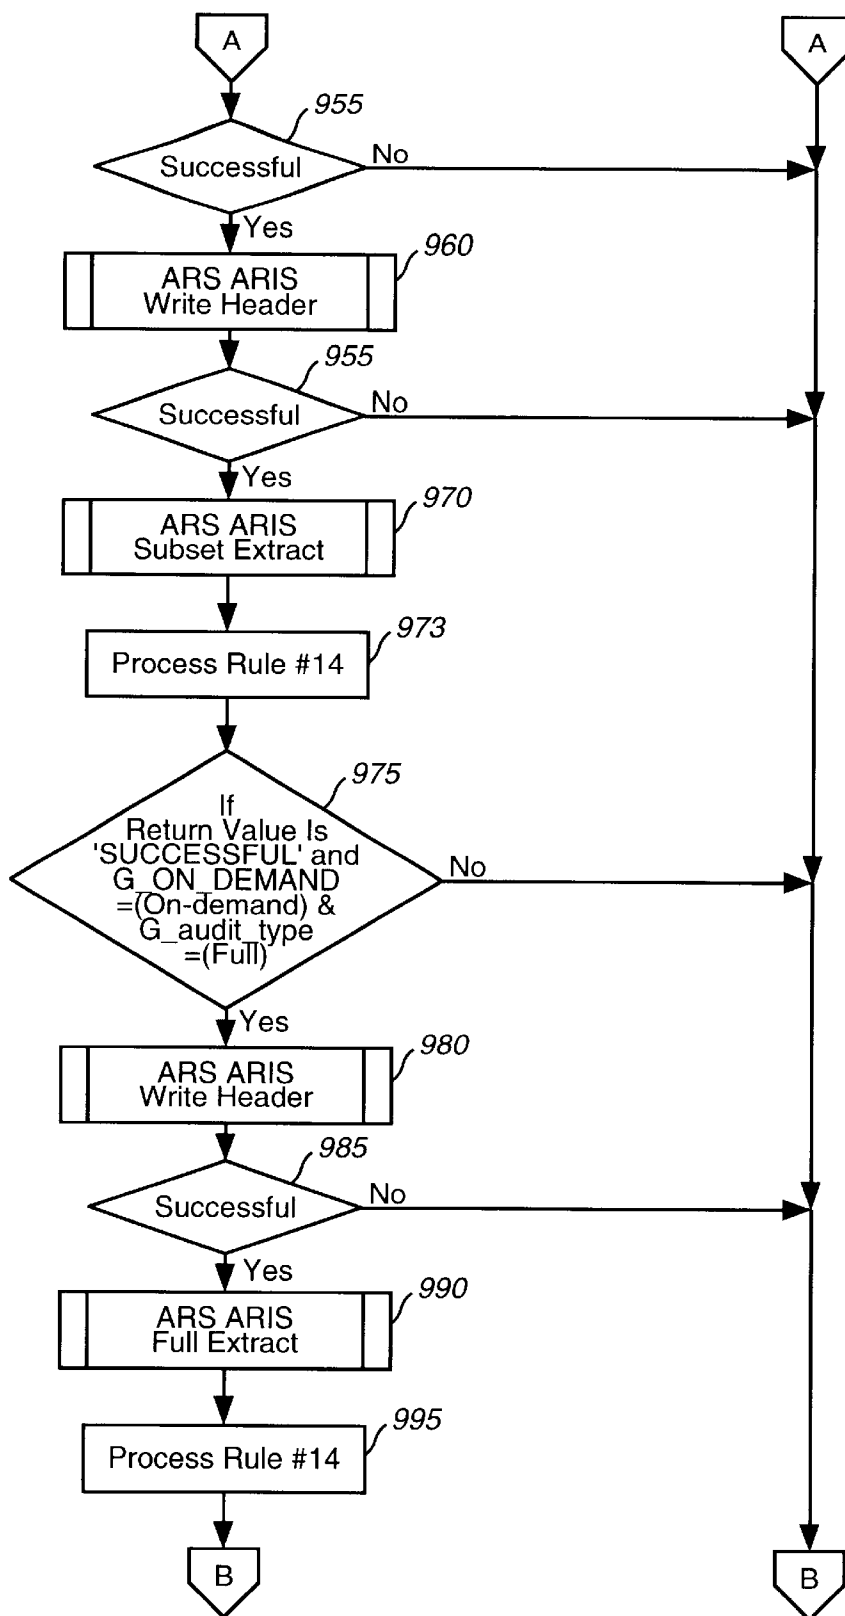 A
A
955
Successful
No
Yes
960
ARS ARIS
Write Header
955
Successful
No
Yes
970
ARS ARIS
Subset Extract
973
Process Rule #14
975
If
Return Value Is
'SUCCESSFUL' and
G_ON_DEMAND
=(On-demand) &
G_audit_type
=(Full)
No
Yes
980
ARS ARIS
Write Header
985
Successful
No
Yes
990
ARS ARIS
Full Extract
995
Process Rule #14
B
B